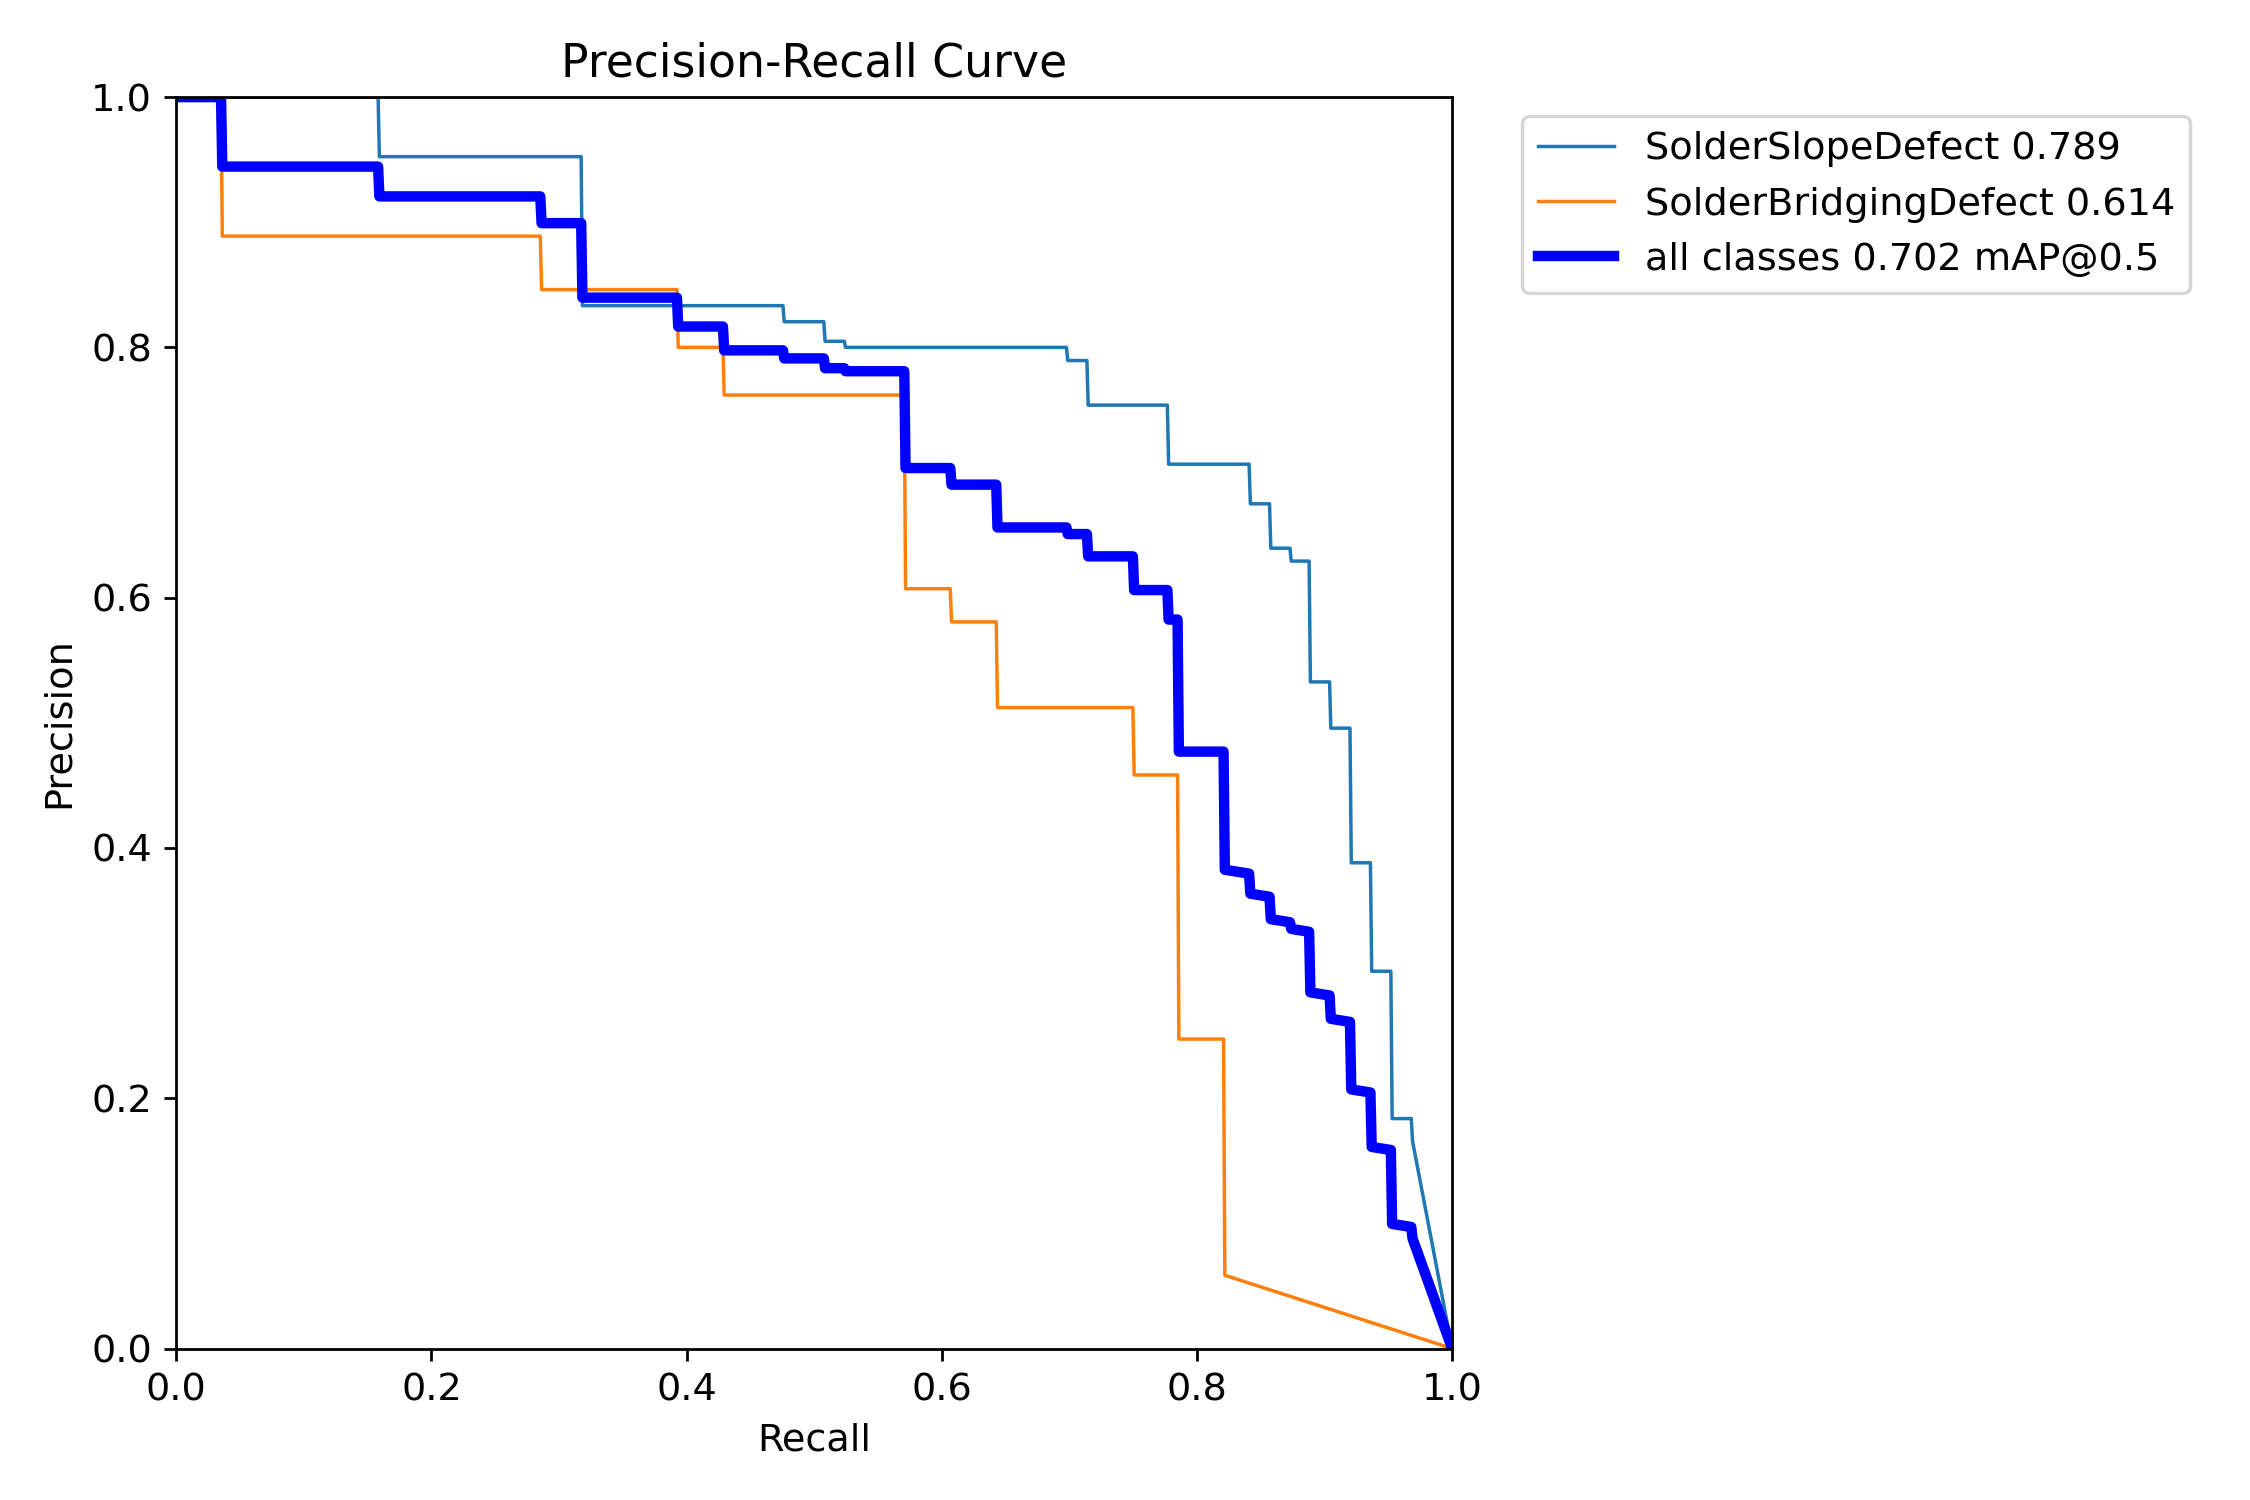 Precision-Recall Curve
SolderSlopeDefect 0.789
SolderBridgingDefect 0.614
all classes 0.702 mAP@0.5
Precision
1.0
0.8
0.6
0.4
0.2
0.0
0.0 0.2 0.4 0.6 0.8 1.0
Recall